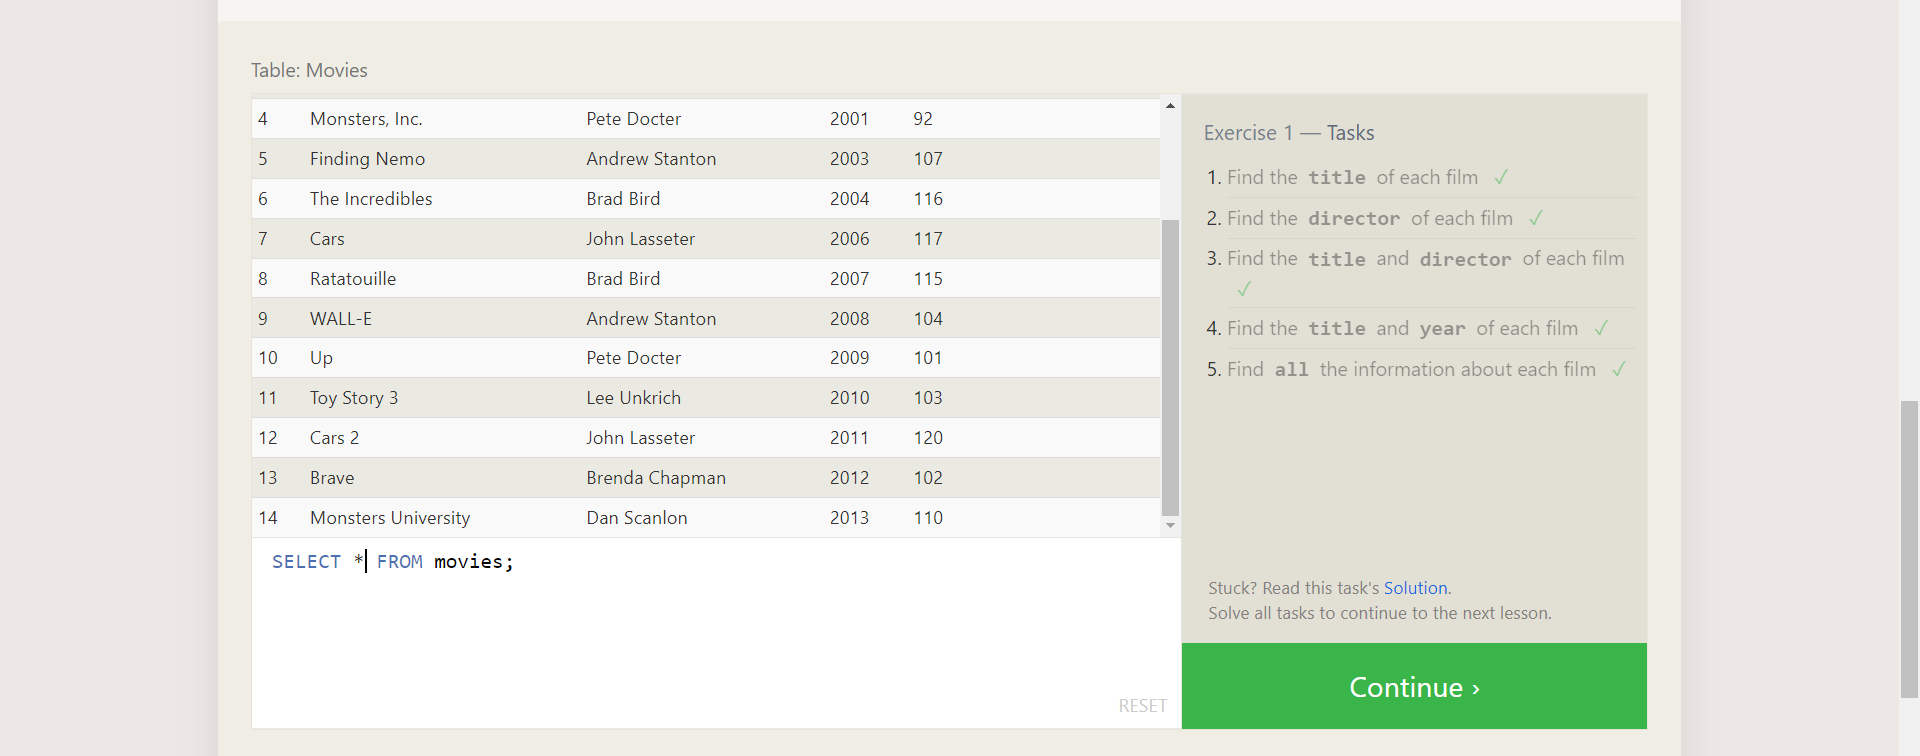 Table: Movies
4 Monsters, Inc. Pete Docter 2001 92
5 Finding Nemo Andrew Stanton 2003 107
6 The Incredibles Brad Bird 2004 116
7 Cars John Lasseter 2006 117
8 Ratatouille Brad Bird 2007 115
9 WALL-E Andrew Stanton 2008 104
10 Up Pete Docter 2009 101
11 Toy Story 3 Lee Unkrich 2010 103
12 Cars 2 John Lasseter 2011 120
13 Brave Brenda Chapman 2012 102
14 Monsters University Dan Scanlon 2013 110
SELECT * FROM movies;
RESET
Exercise 1 — Tasks
1. Find the title of each film ✓
2. Find the director of each film ✓
3. Find the title and director of each film
✓
4. Find the title and year of each film ✓
5. Find all the information about each film ✓
Stuck? Read this task's Solution.
Solve all tasks to continue to the next lesson.
Continue ›